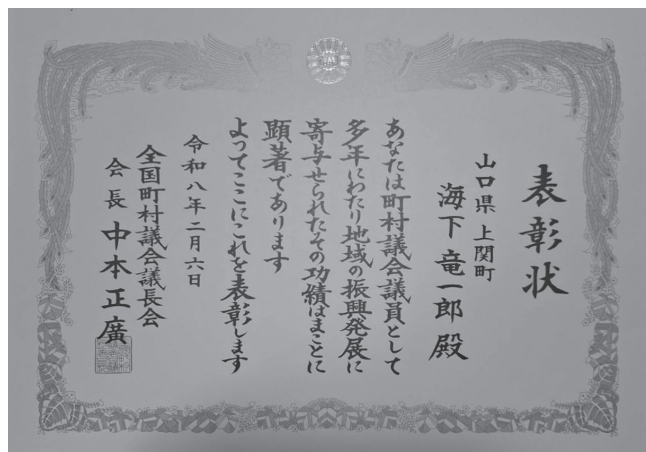 表彰状
山口県 上関町
海下竜一郎 殿
あなたは町村議会議員として
多年にわたり地域の振興発展に
寄与せられたその功績はまことに
顕著であります
よってここにこれを表彰します
令和八年二月六日
全国町村議会議長会
会長 中本正廣